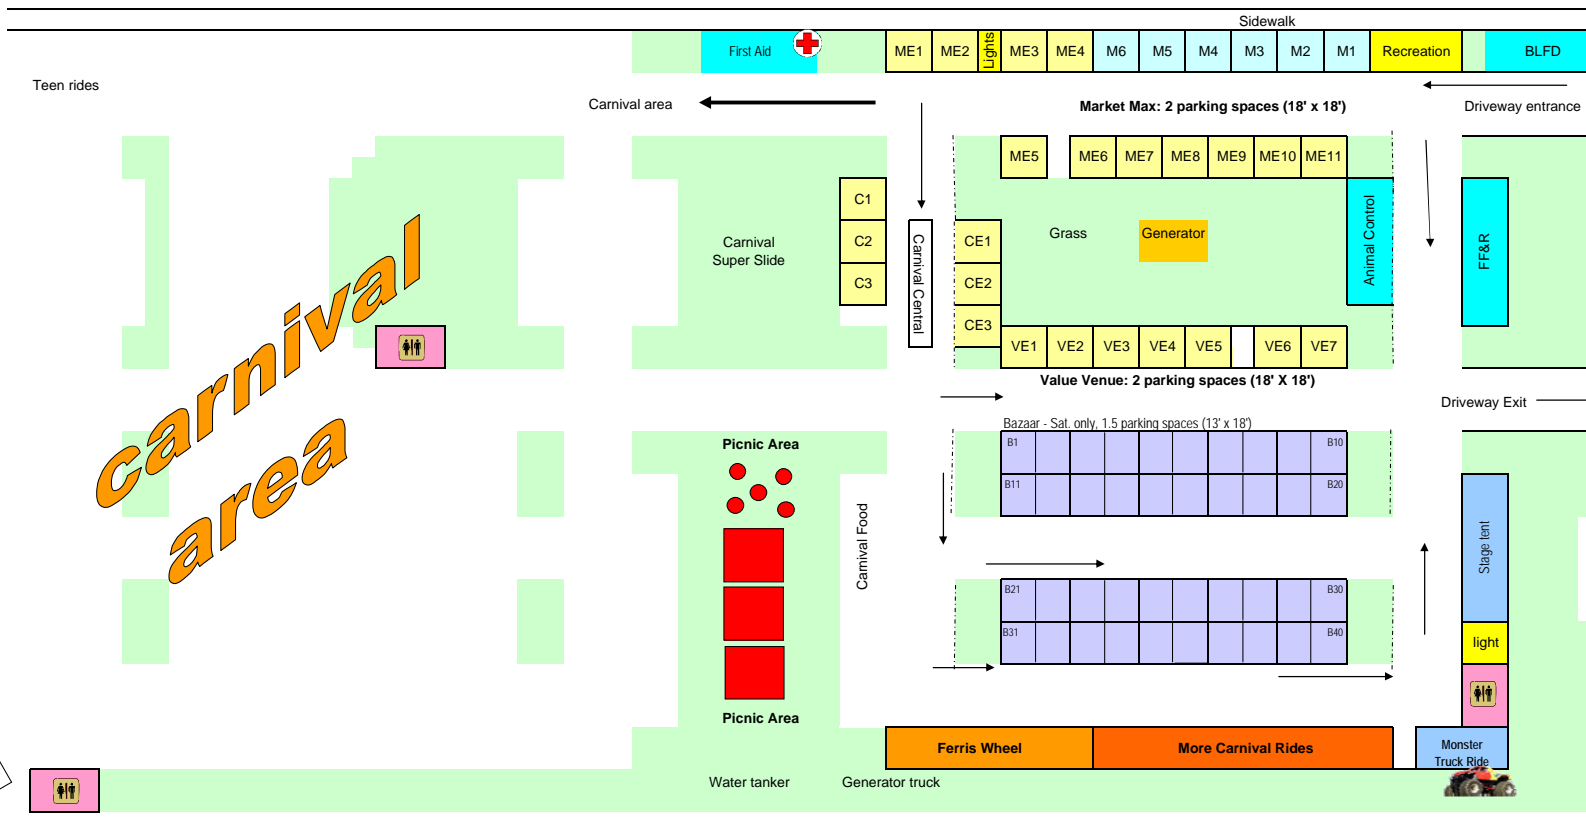 Sidewalk
First Aid
ME1
ME2
Lights
ME3
ME4
M6
M5
M4
M3
M2
M1
Recreation
BLFD
Teen rides
Carnival area
Market Max: 2 parking spaces (18' x 18')
Driveway entrance
ME5
ME6
ME7
ME8
ME9
ME10
ME11
C1
C2
C3
Carnival
Super Slide
Carnival Central
CE1
CE2
CE3
Grass
Generator
Animal Control
FF&R
VE1
VE2
VE3
VE4
VE5
VE6
VE7
Value Venue: 2 parking spaces (18' X 18')
Driveway Exit
carnival
area
Bazaar - Sat. only, 1.5 parking spaces (13' x 18')
B1
B10
B11
B20
Picnic Area
Carnival Food
Stage tent
B21
B30
B31
B40
light
Picnic Area
Ferris Wheel
More Carnival Rides
Monster
Truck Ride
Water tanker
Generator truck